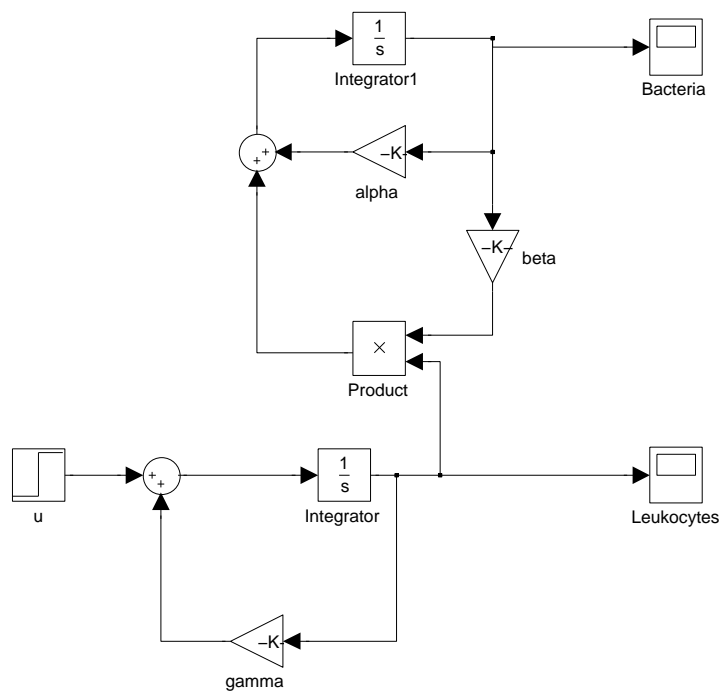 1
s
Integrator1
Bacteria
+
+
–K–
alpha
–K–
beta
×
Product
u
+
+
1
s
Integrator
Leukocytes
–K–
gamma